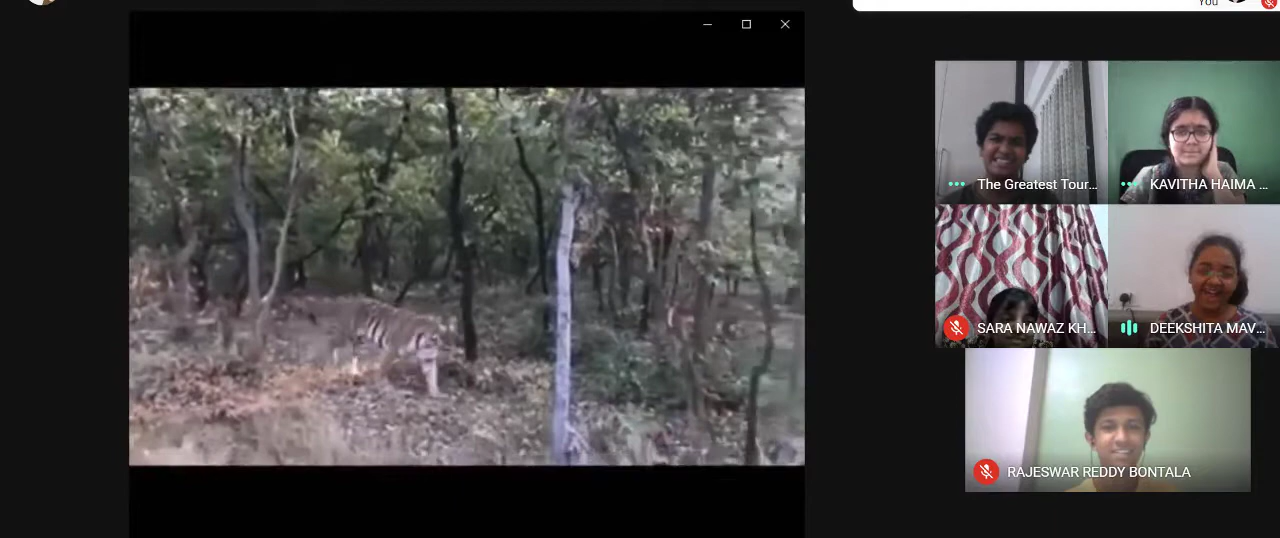 You
The Greatest Tour...
KAVITHA HAIMA ...
SARA NAWAZ KH...
DEEKSHITA MAV...
RAJESWAR REDDY BONTALA